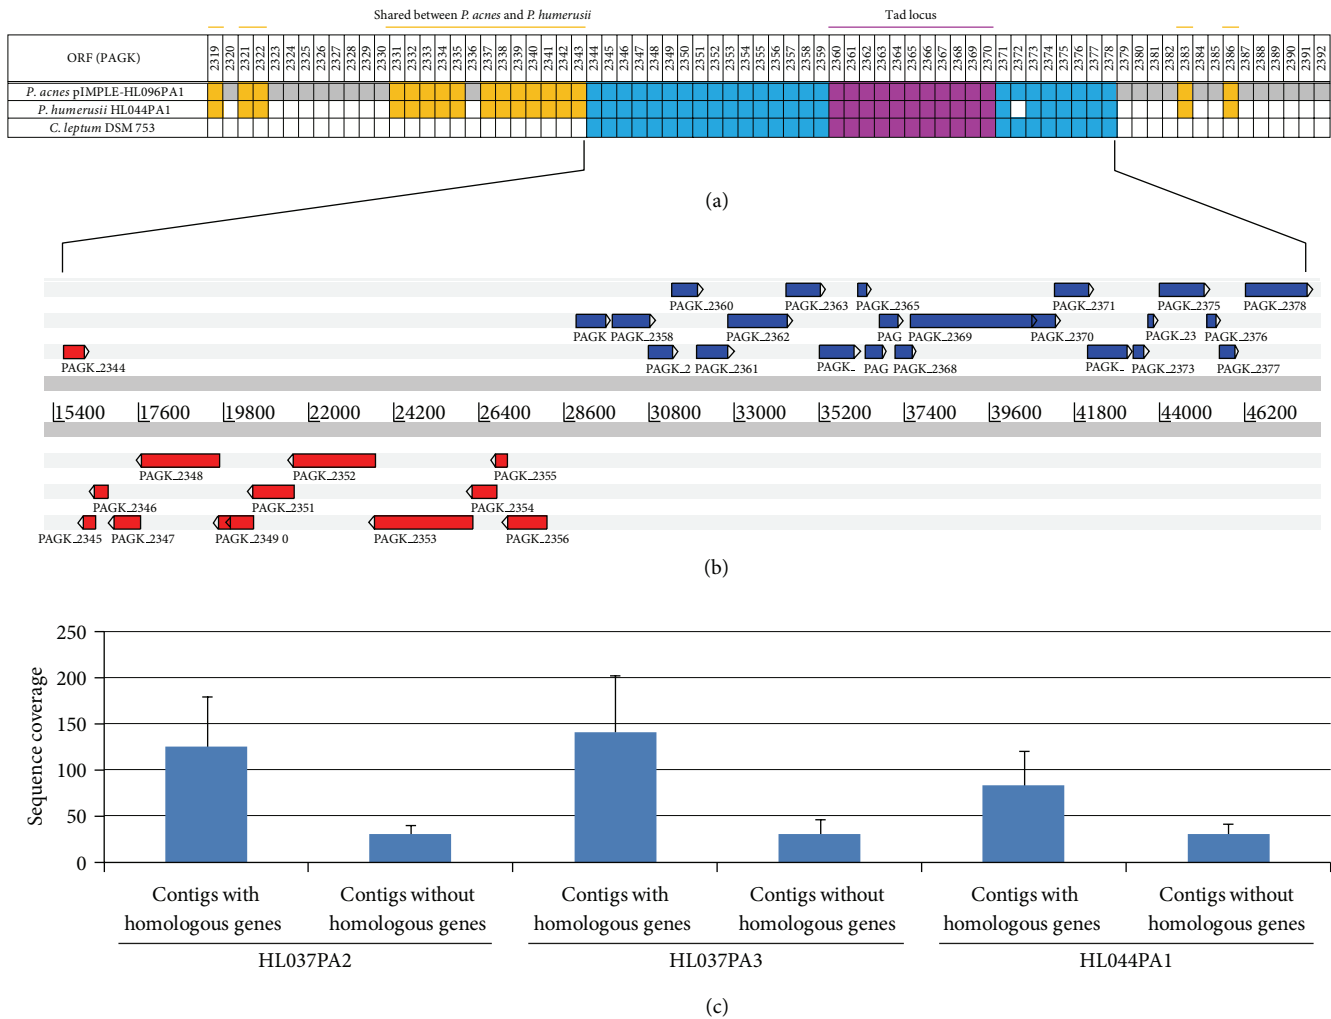 Shared between P. acnes and P. humerusii Tad locus
ORF (PAGK) 2319 2320 2321 2322 2323 2324 2325 2326 2327 2328 2329 2330 2331 2332 2333 2334 2335 2336 2337 2338 2339 2340 2341 2342 2343 2344 2345 2346 2347 2348 2349 2350 2351 2352 2353 2354 2355 2356 2357 2358 2359 2360 2361 2362 2363 2364 2365 2366 2367 2368 2369 2370 2371 2372 2373 2374 2375 2376 2377 2378 2379 2380 2381 2382 2383 2384 2385 2386 2387 2388 2389 2390 2391 2392
P. acnes pIMPLE-HL096PA1
P. humerusii HL044PA1
C. leptum DSM 753
(a)
PAGK_2360 PAGK_2363 PAGK_2365 PAGK_2371 PAGK_2375 PAGK_2378
PAGK PAGK_2358 PAGK_2362 PAG PAGK_2369 PAGK_2370 PAGK_23 PAGK_2376
PAGK_2344 PAGK_2 PAGK_2361 PAGK_ PAG PAGK_2368 PAGK_ PAGK_2373 PAGK_2377
15400 17600 19800 22000 24200 26400 28600 30800 33000 35200 37400 39600 41800 44000 46200
PAGK_2348 PAGK_2352 PAGK_2355
PAGK_2346 PAGK_2351 PAGK_2354
PAGK_2345 PAGK_2347 PAGK_2349 0 PAGK_2353 PAGK_2356
(b)
Sequence coverage
250
200
150
100
50
0
Contigs with homologous genes
Contigs without homologous genes
Contigs with homologous genes
Contigs without homologous genes
Contigs with homologous genes
Contigs without homologous genes
HL037PA2 HL037PA3 HL044PA1
(c)